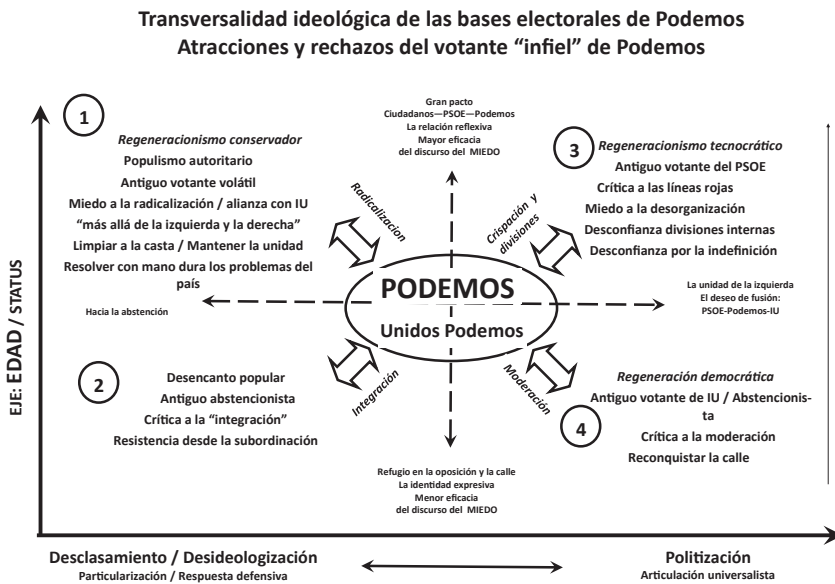 Transversalidad ideológica de las bases electorales de Podemos
Atracciones y rechazos del votante “infiel” de Podemos
EJE: EDAD / STATUS
1
Regeneracionismo conservador
Populismo autoritario
Antiguo votante volátil
Miedo a la radicalización / alianza con IU
“más allá de la izquierda y la derecha”
Limpiar a la casta / Mantener la unidad
Resolver con mano dura los problemas del
país
Hacia la abstención
Gran pacto
Ciudadanos—PSOE—Podemos
La relación reflexiva
Mayor eficacia
del discurso del MIEDO
3
Regeneracionismo tecnocrático
Antiguo votante del PSOE
Crítica a las líneas rojas
Miedo a la desorganización
Desconfianza divisiones internas
Desconfianza por la indefinición
La unidad de la izquierda
El deseo de fusión:
PSOE-Podemos-IU
Radicalizacion
Crispación y
divisiones
PODEMOS
Unidos Podemos
Integración
Moderación
2
Desencanto popular
Antiguo abstencionista
Crítica a la “integración”
Resistencia desde la subordinación
Refugio en la oposición y la calle
La identidad expresiva
Menor eficacia
del discurso del MIEDO
4
Regeneración democrática
Antiguo votante de IU / Abstencionis-
ta
Crítica a la moderación
Reconquistar la calle
Desclasamiento / Desideologización
Particularización / Respuesta defensiva
Politización
Articulación universalista